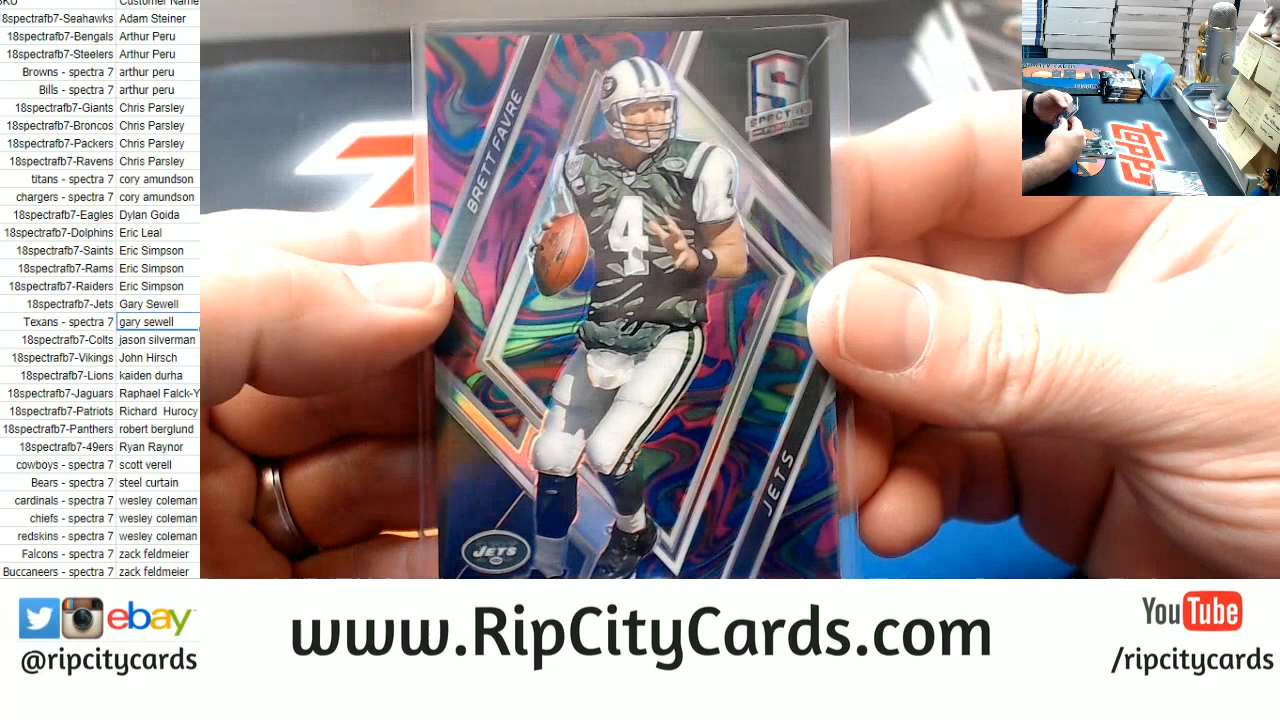 SKU Customer Name
18spectrafb7-Seahawks Adam Steiner
18spectrafb7-Bengals Arthur Peru
18spectrafb7-Steelers Arthur Peru
Browns - spectra 7 arthur peru
Bills - spectra 7 arthur peru
18spectrafb7-Giants Chris Parsley
18spectrafb7-Broncos Chris Parsley
18spectrafb7-Packers Chris Parsley
18spectrafb7-Ravens Chris Parsley
titans - spectra 7 cory amundson
chargers - spectra 7 cory amundson
18spectrafb7-Eagles Dylan Goida
18spectrafb7-Dolphins Eric Leal
18spectrafb7-Saints Eric Simpson
18spectrafb7-Rams Eric Simpson
18spectrafb7-Raiders Eric Simpson
18spectrafb7-Jets Gary Sewell
Texans - spectra 7 gary sewell
18spectrafb7-Colts jason silverman
18spectrafb7-Vikings John Hirsch
18spectrafb7-Lions kaiden durha
18spectrafb7-Jaguars Raphael Falck-Y
18spectrafb7-Patriots Richard Hurocy
18spectrafb7-Panthers robert berglund
18spectrafb7-49ers Ryan Raynor
cowboys - spectra 7 scott verell
Bears - spectra 7 steel curtain
cardinals - spectra 7 wesley coleman
chiefs - spectra 7 wesley coleman
redskins - spectra 7 wesley coleman
Falcons - spectra 7 zack feldmeier
Buccaneers - spectra 7 zack feldmeier
BRETT FAVRE
S
SPECTRA
4
JETS
JETS
topps
ebay
@ripcitycards
www.RipCityCards.com
YouTube
/ripcitycards